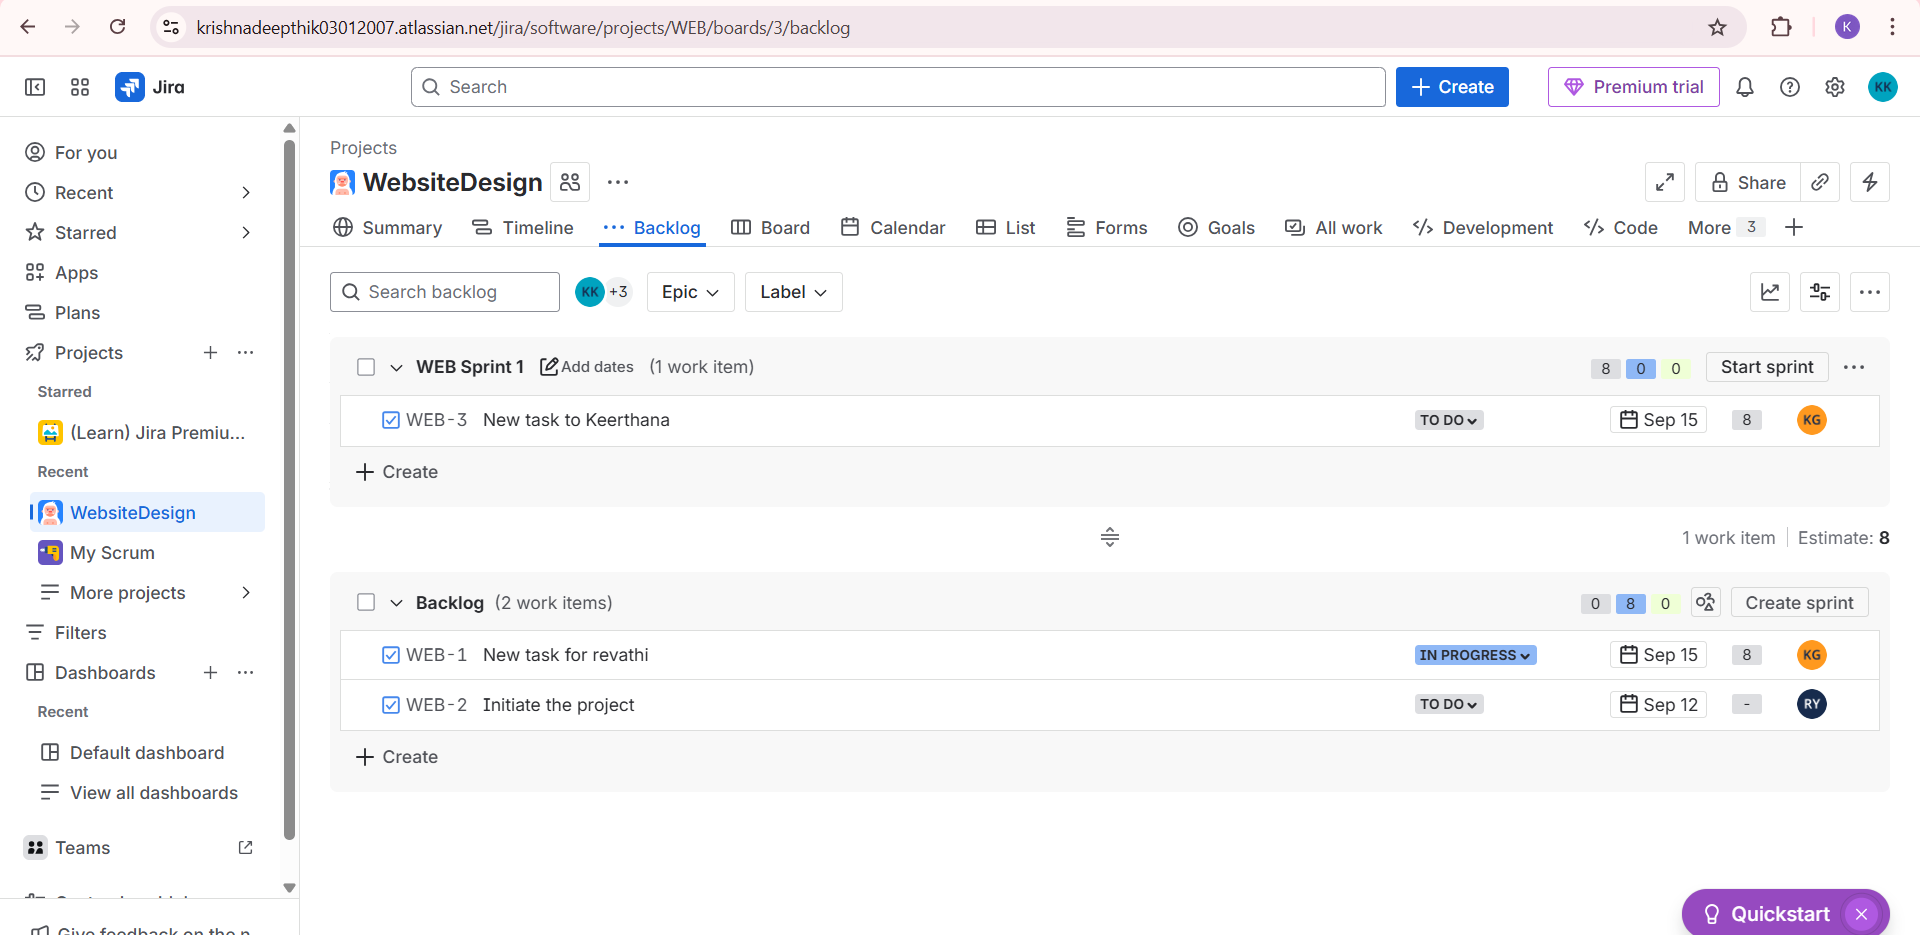 krishnadeepthik03012007.atlassian.net/jira/software/projects/WEB/boards/3/backlog
K
Jira
Search
Create
Premium trial
KK
For you
Recent
Starred
Apps
Plans
Projects
Starred
(Learn) Jira Premiu...
Recent
WebsiteDesign
My Scrum
More projects
Filters
Dashboards
Recent
Default dashboard
View all dashboards
Teams
Give feedback on the n
Projects
WebsiteDesign
Share
Summary
Timeline
Backlog
Board
Calendar
List
Forms
Goals
All work
Development
Code
More 3
Search backlog
KK +3
Epic
Label
WEB Sprint 1 Add dates (1 work item) 8 0 0 Start sprint
WEB-3 New task to Keerthana TO DO Sep 15 8 KG
Create
1 work item Estimate: 8
Backlog (2 work items) 0 8 0 Create sprint
WEB-1 New task for revathi IN PROGRESS Sep 15 8 KG
WEB-2 Initiate the project TO DO Sep 12 - RY
Create
Quickstart